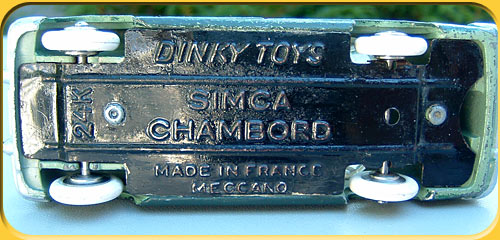 DINKY TOYS
24K
SIMCA
CHAMBORD
MADE IN FRANCE
MECCANO